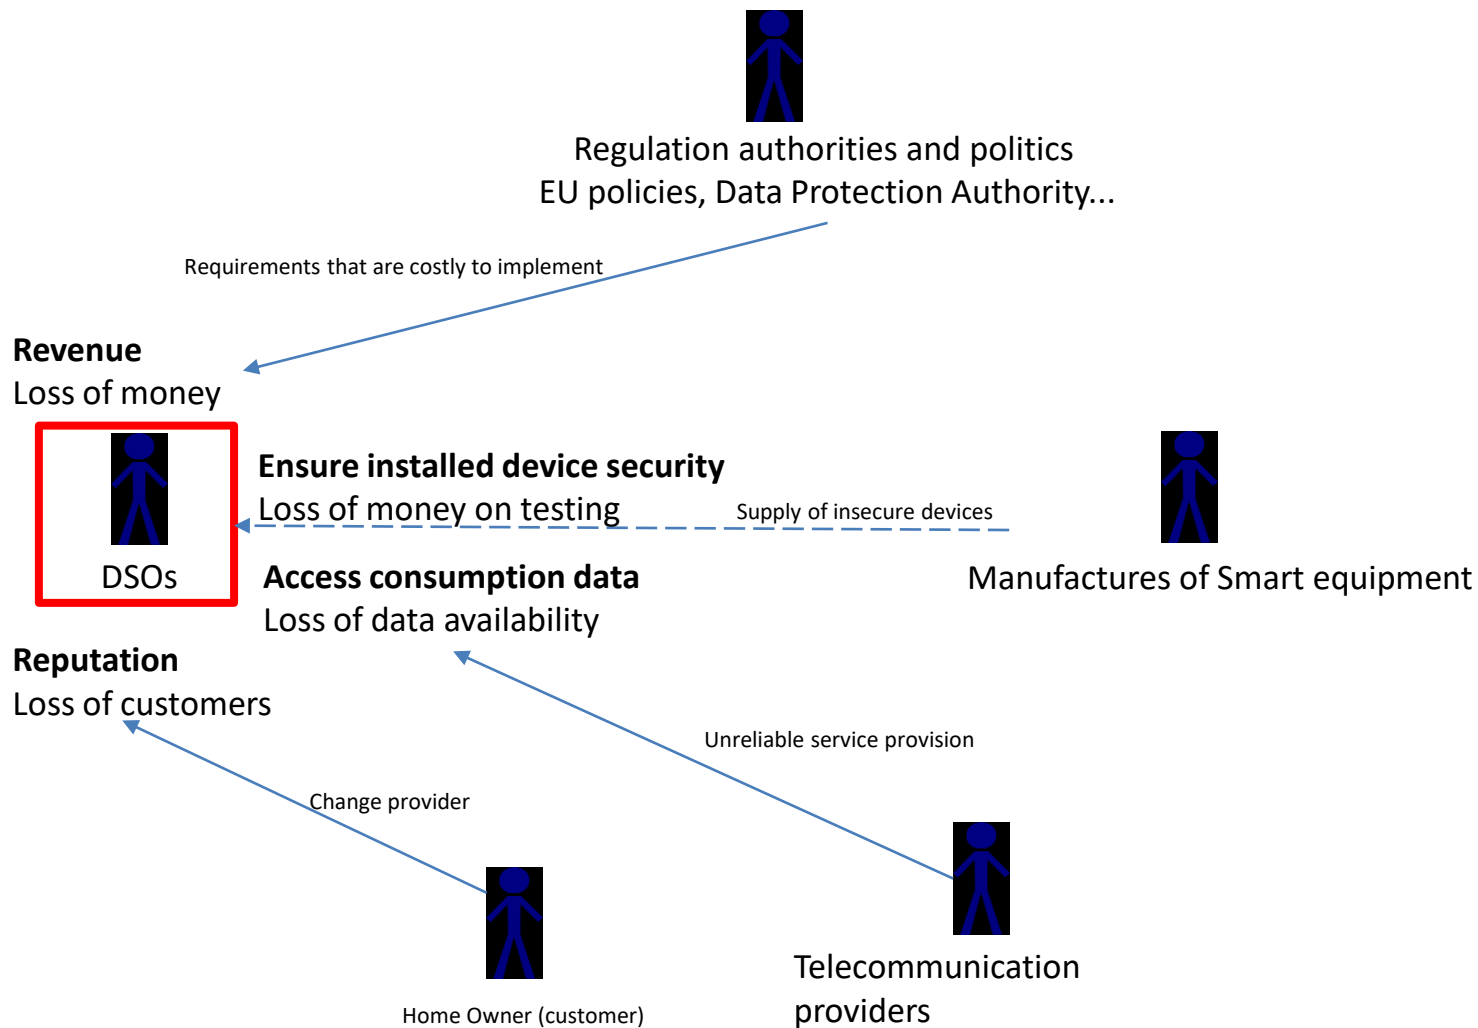 Regulation authorities and politics
EU policies, Data Protection Authority...
Requirements that are costly to implement
Revenue
Loss of money
Ensure installed device security
Loss of money on testing
Supply of insecure devices
DSOs
Access consumption data
Loss of data availability
Manufactures of Smart equipment
Reputation
Loss of customers
Unreliable service provision
Change provider
Telecommunication
providers
Home Owner (customer)